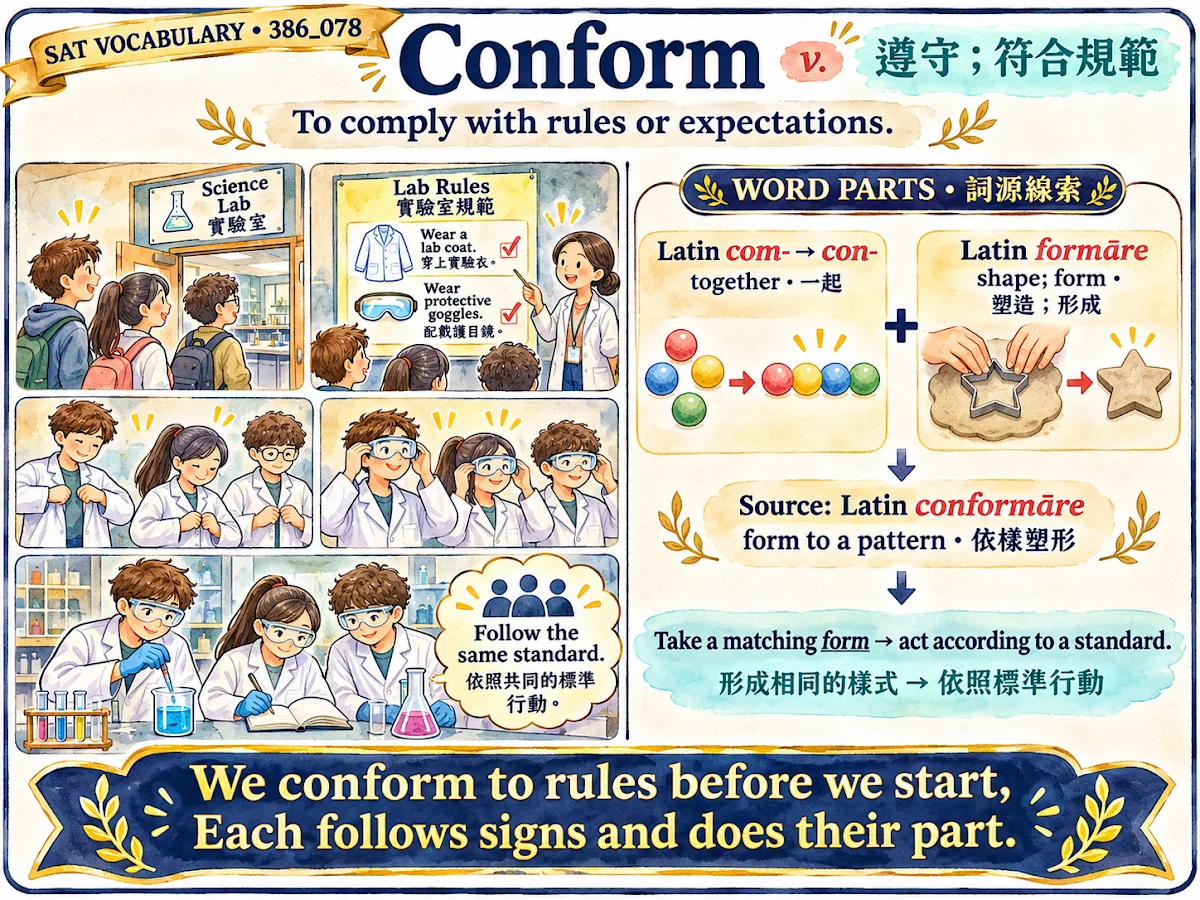 SAT VOCABULARY • 386_078
Conform
v.
遵守；符合規範
To comply with rules or expectations.
Science
Lab
實驗室
Lab Rules
實驗室規範
Wear a
lab coat.
穿上實驗衣。
Wear
protective
goggles.
配戴護目鏡。
Follow the
same standard.
依照共同的標準
行動。
WORD PARTS • 詞源線索
Latin com- → con-
together • 一起
+
Latin formāre
shape; form •
塑造；形成
Source: Latin conformāre
form to a pattern • 依樣塑形
Take a matching form → act according to a standard.
形成相同的樣式 → 依照標準行動
We conform to rules before we start,
Each follows signs and does their part.